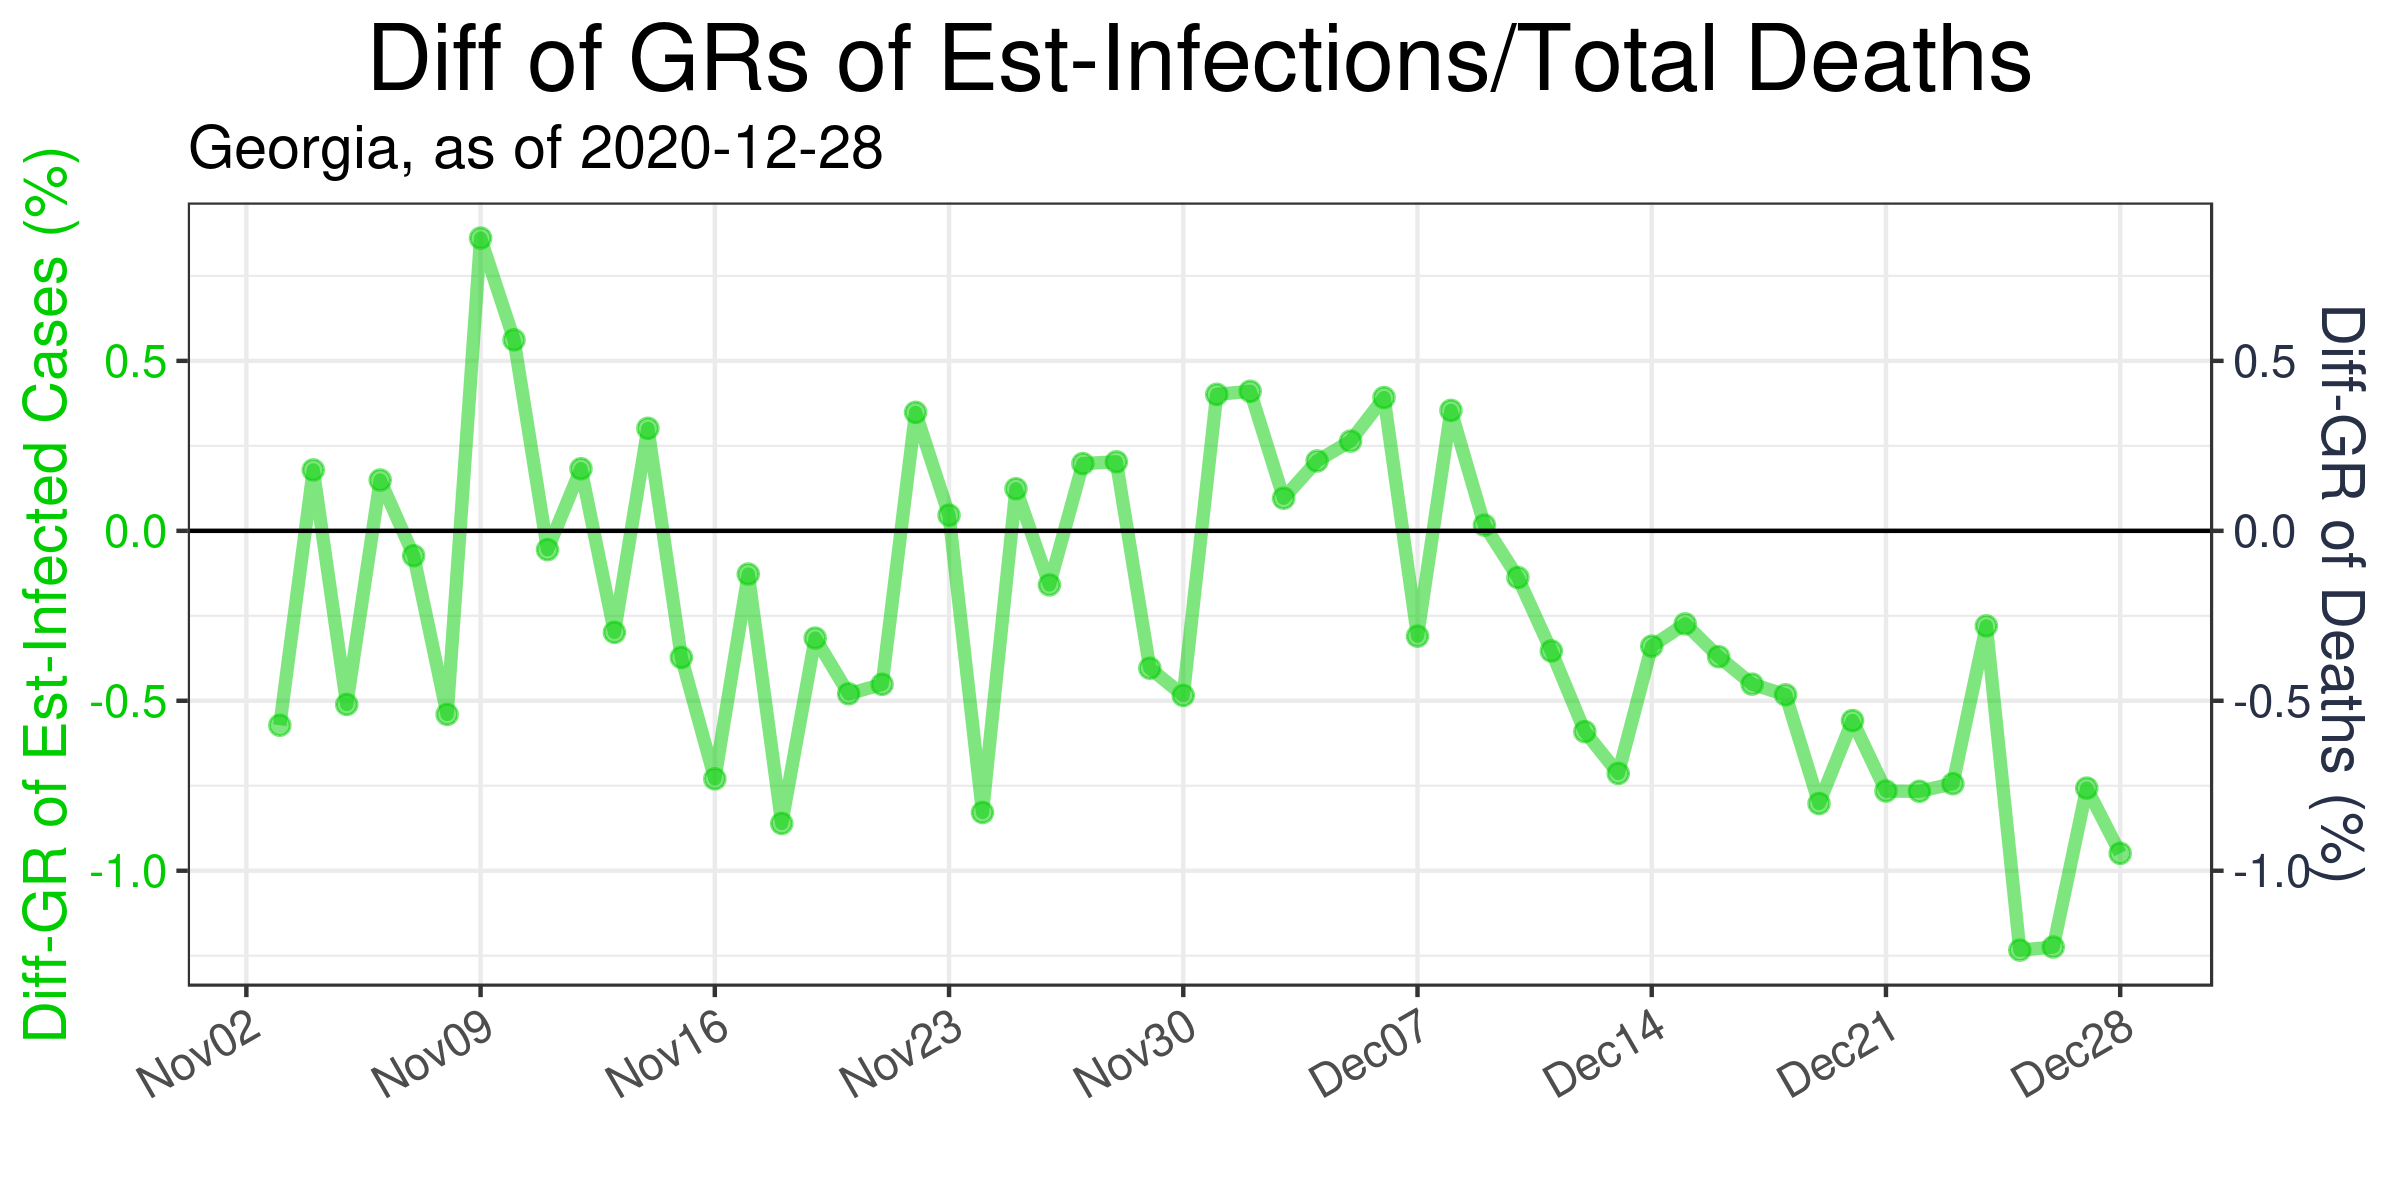 Diff of GRs of Est-Infections/Total Deaths
Georgia, as of 2020-12-28
Diff-GR of Est-Infected Cases (%)
0.5
0.0
-0.5
-1.0
0.5
0.0
-0.5
-1.0
Diff-GR of Deaths (%)
Nov02
Nov09
Nov16
Nov23
Nov30
Dec07
Dec14
Dec21
Dec28